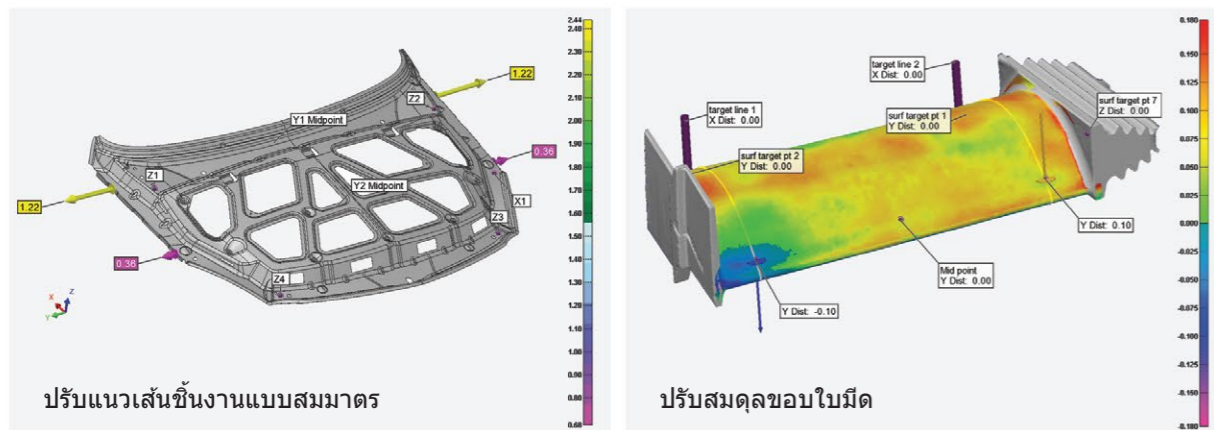 2.44
2.40
2.30
2.20
2.10
2.00
1.90
1.80
1.70
1.60
1.50
1.40
1.30
1.20
1.10
1.00
0.90
0.80
1.22
Z2
Y1 Midpoint
0.36
Z1
Y2 Midpoint
X1
1.22
Z3
0.36
Z4
X
Z
Y
ปรับแนวเส้นชิ้นงานแบบสมมาตร
0.180
0.150
0.125
0.100
0.075
0.050
0.025
0.000
-0.025
-0.050
-0.075
-0.100
-0.125
-0.150
-0.180
target line 2
X Dist: 0.00
target line 1
X Dist: 0.00
surf target pt 1
Y Dist: 0.00
surf target pt 7
Z Dist: 0.00
surf target pt 2
Y Dist: 0.00
Y Dist: 0.10
Mid point
Y Dist: 0.00
Y Dist: -0.10
ปรับสมดุลขอบใบมีด